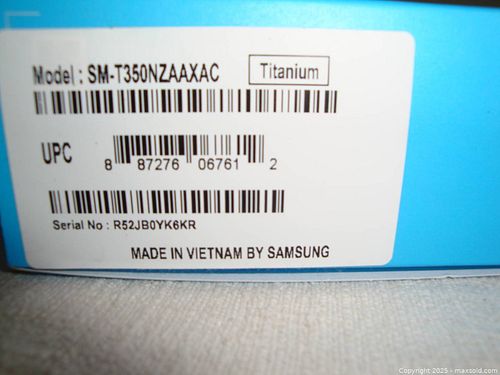 Model : SM-T350NZAAXAC Titanium
UPC 8 87276 06761 2
Serial No : R52JB0YK6KR
MADE IN VIETNAM BY SAMSUNG
Copyright 2025 - maxsold.com